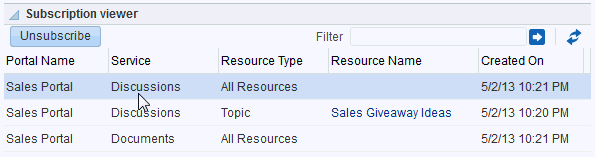 Subscription viewer
Unsubscribe Filter
Portal Name Service Resource Type Resource Name Created On
Sales Portal Discussions All Resources 5/2/13 10:21 PM
Sales Portal Discussions Topic Sales Giveaway Ideas 5/2/13 10:20 PM
Sales Portal Documents All Resources 5/2/13 10:21 PM